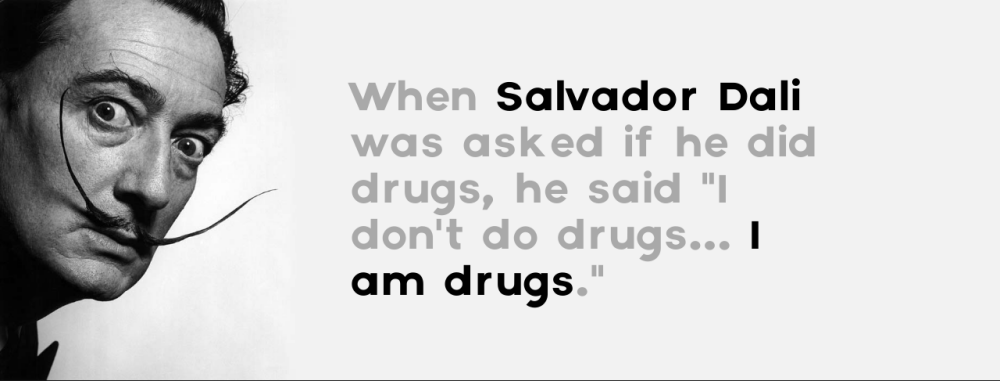 When Salvador Dali
was asked if he did
drugs, he said "I
don't do drugs... I
am drugs."